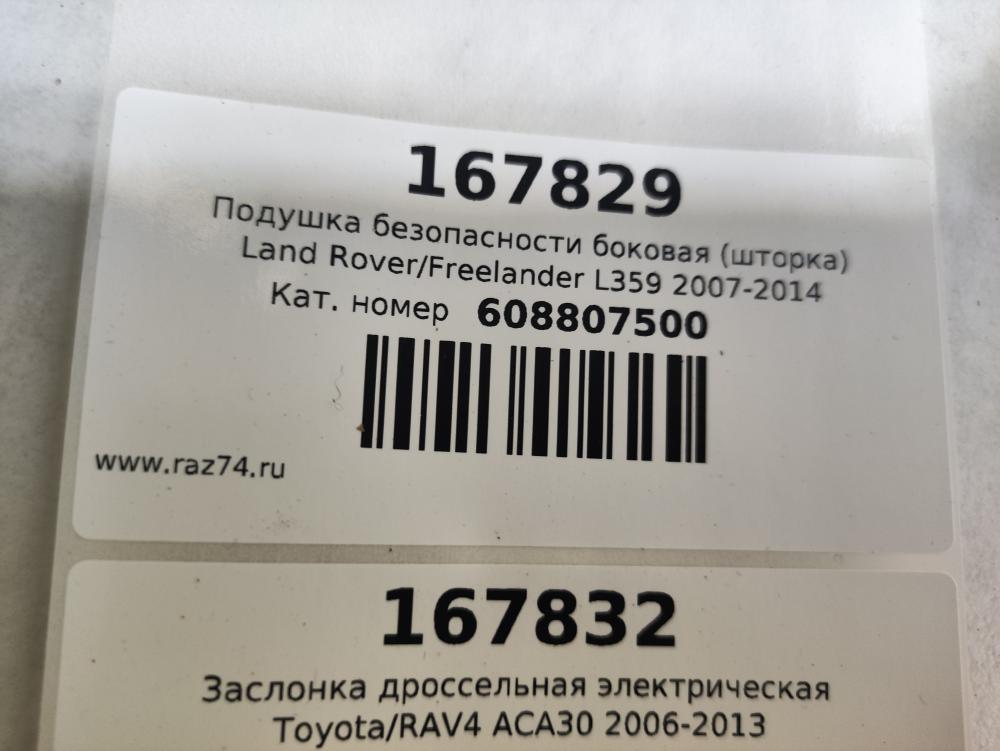 167829
Подушка безопасности боковая (шторка)
Land Rover/Freelander L359 2007-2014
Кат. номер 608807500
www.raz74.ru
167832
Заслонка дроссельная электрическая
Toyota/RAV4 ACA30 2006-2013